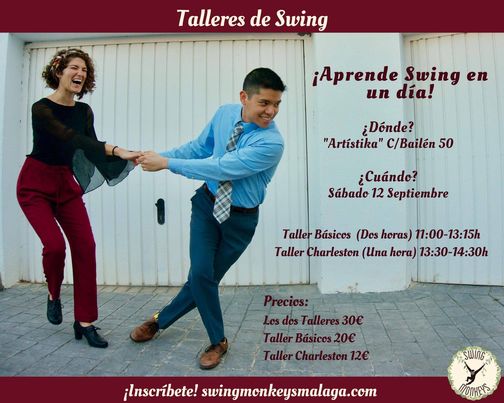 Talleres de Swing
¡Aprende Swing en
un día!
¿Dónde?
"Artístika" C/Bailén 50
¿Cuándo?
Sábado 12 Septiembre
Taller Básicos (Dos horas) 11:00-13:15h
Taller Charleston (Una hora) 13:30-14:30h
Precios:
Los dos Talleres 30€
Taller Básicos 20€
Taller Charleston 12€
SWING
MONKEYS
¡Inscríbete! swingmonkeysmalaga.com